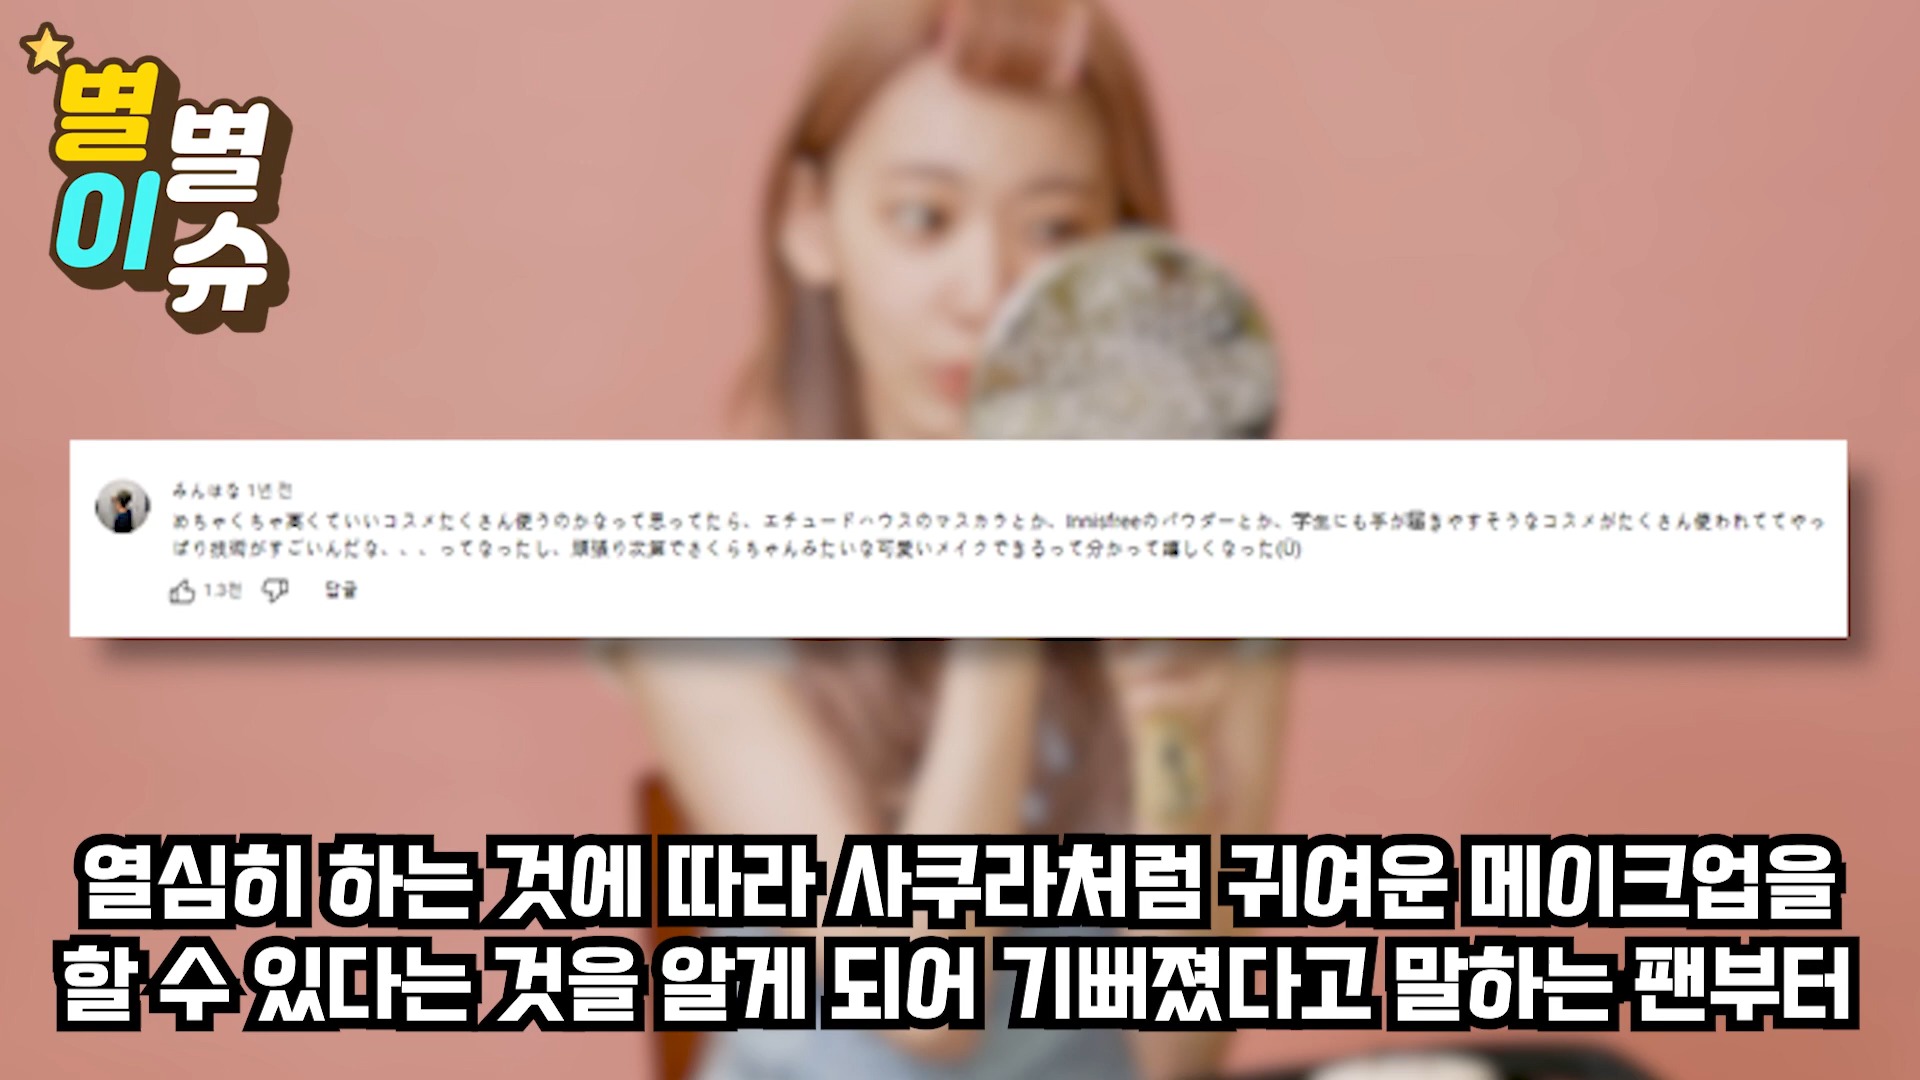 별별
이슈
みんはな 1년 전
めちゃくちゃ高くていいコスメたくさん使うのかなって思ってたら、エチュードハウスのマスカラとか、Innisfreeのパウダーとか、学生にも手が届きやすそうなコスメがたくさん使われててやっ
ぱり技術がすごいんだな、、、ってなったし、頑張り次第でさくらちゃんみたいな可愛いメイクできるって分かって嬉しくなった(Ü)
1.3천 답글
열심히 하는 것에 따라 사쿠라처럼 귀여운 메이크업을
할 수 있다는 것을 알게 되어 기뻐졌다고 말하는 팬부터